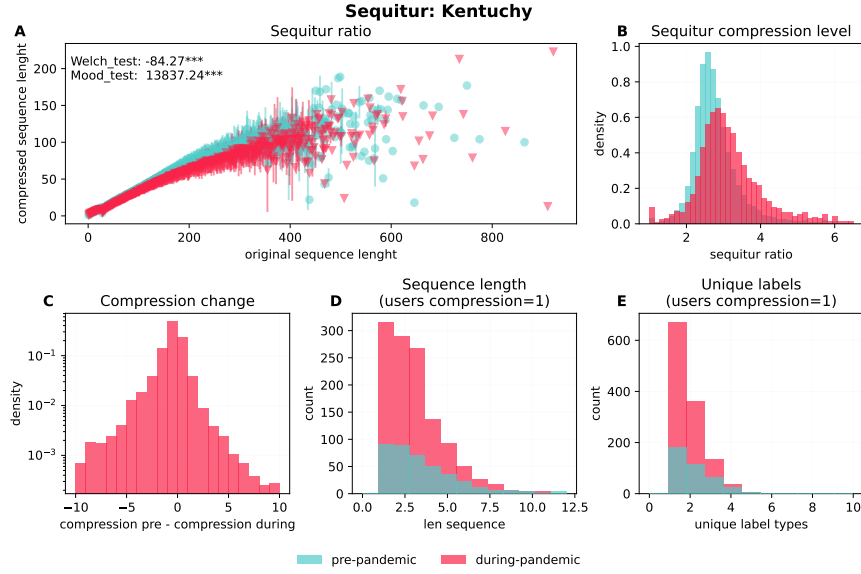 Sequitur: Kentuchy
A
Sequitur ratio
Welch_test: -84.27***
Mood_test: 13837.24***
compressed sequence lenght
200
150
100
50
0
0 200 400 600 800
original sequence lenght
B
Sequitur compression level
density
1.0
0.8
0.6
0.4
0.2
0.0
2 4 6
sequitur ratio
C
Compression change
density
10⁻¹
10⁻²
10⁻³
−10 −5 0 5 10
compression pre - compression during
D
Sequence length
(users compression=1)
count
300
250
200
150
100
50
0
0.0 2.5 5.0 7.5 10.0 12.5
len sequence
E
Unique labels
(users compression=1)
count
600
400
200
0
0 2 4 6 8 10
unique label types
pre-pandemic
during-pandemic